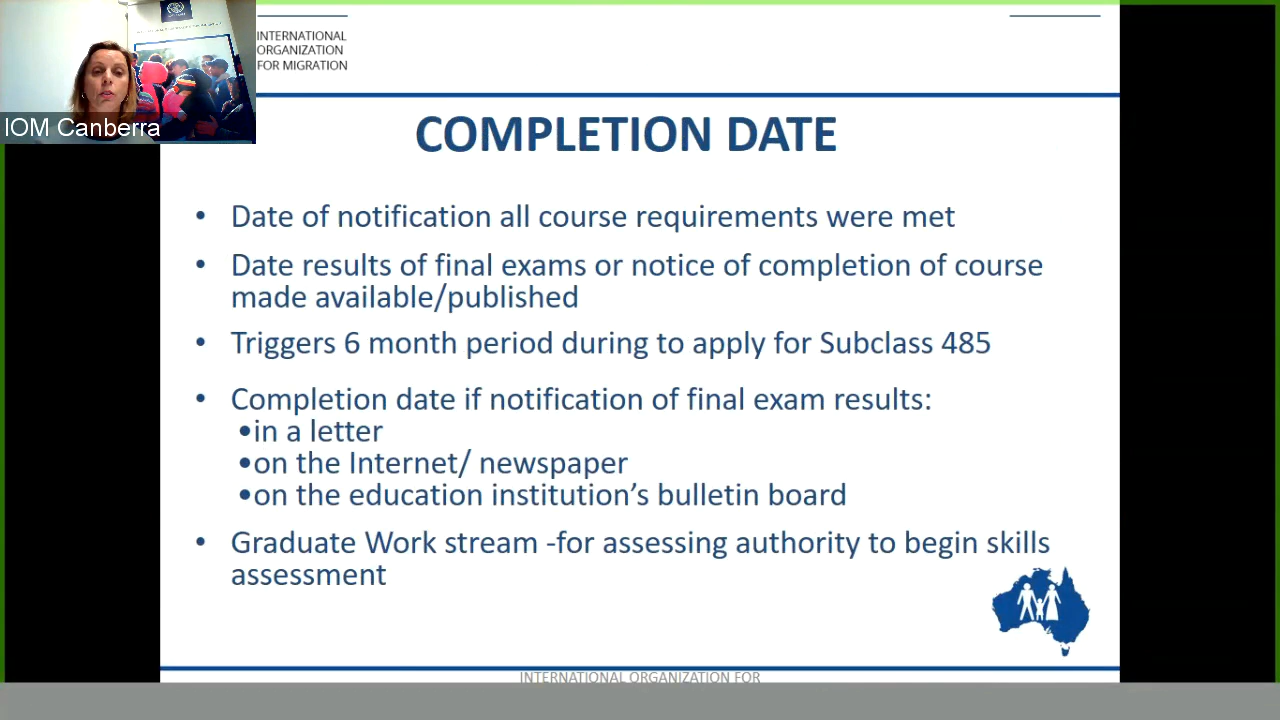 INTERNATIONAL
ORGANIZATION
FOR MIGRATION
IOM Canberra
COMPLETION DATE
• Date of notification all course requirements were met
• Date results of final exams or notice of completion of course
made available/published
• Triggers 6 month period during to apply for Subclass 485
• Completion date if notification of final exam results:
•in a letter
•on the Internet/ newspaper
•on the education institution’s bulletin board
• Graduate Work stream -for assessing authority to begin skills
assessment
INTERNATIONAL ORGANIZATION FOR